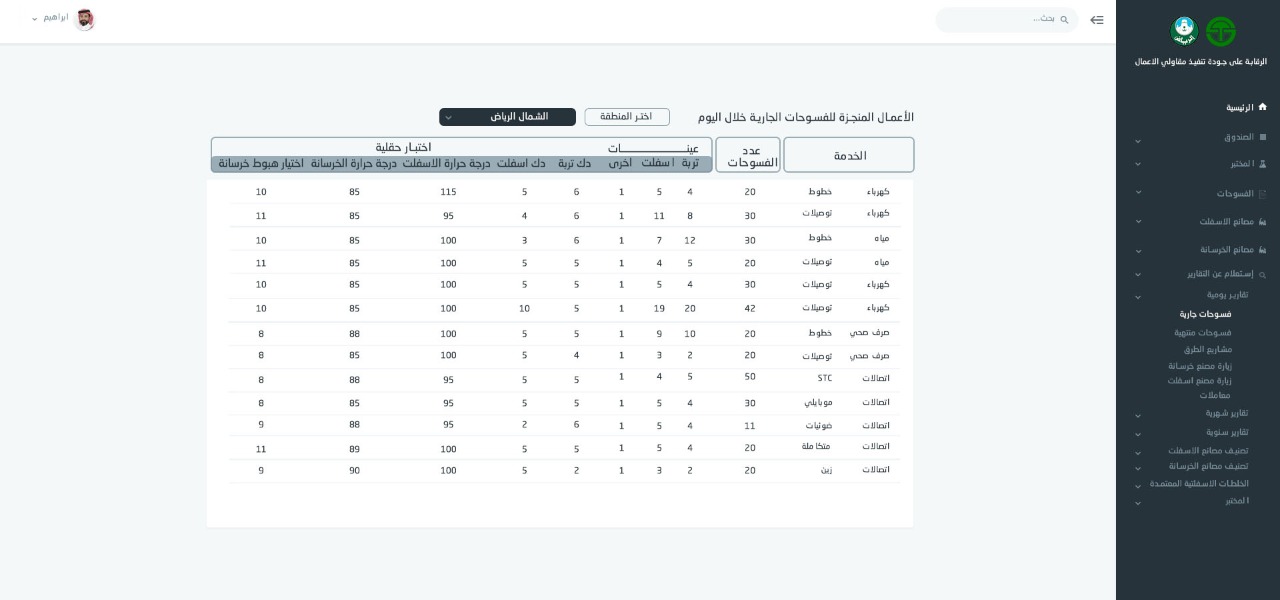 الرقابة على جودة تنفيذ مقاولي الاعمال
الرئيسية
الصندوق
المختبر
الفسوحات
مصانع الاسفلت
مصانع الخرسانة
إستعلام عن التقارير
تقارير يومية
فسوحات جارية
فسوحات منتهية
مشاريع الطرق
زيارة مصنع خرسانة
زيارة مصنع اسفلت
معاملات
تقارير شهرية
تقارير سنوية
تصنيف مصانع الاسفلت
تصنيف مصانع الخرسانة
الخلطات الاسفلتية المعتمدة
المختبر
بحث...
ابراهيم
الأعمال المنجزة للفسوحات الجارية خلال اليوم
اختر المنطقة
الشمال الرياض
الخدمة عدد الفسوحات عينـــــــات اختبار حقلية
تربة اسفلت اخرى دك تربة دك اسفلت درجة حرارة الاسفلت درجة حرارة الخرسانة اختبار هبوط خرسانة
كهرباء خطوط 20 4 5 1 6 5 115 85 10
كهرباء توصيلات 30 8 11 1 6 4 95 85 11
مياه خطوط 30 12 7 1 6 3 100 85 10
مياه توصيلات 20 5 4 1 5 5 100 85 11
كهرباء توصيلات 30 4 5 1 5 5 100 85 10
كهرباء توصيلات 42 20 19 1 5 10 100 85 10
صرف صحي خطوط 20 10 9 1 5 5 100 88 8
صرف صحي توصيلات 20 2 3 1 4 5 100 85 8
اتصالات STC 50 5 4 1 5 5 95 88 8
اتصالات موبايلي 30 4 5 1 5 5 95 85 8
اتصالات ضوئيات 11 4 5 1 6 2 95 88 9
اتصالات متكاملة 20 4 5 1 5 5 100 89 11
اتصالات زين 20 2 3 1 2 5 100 90 9